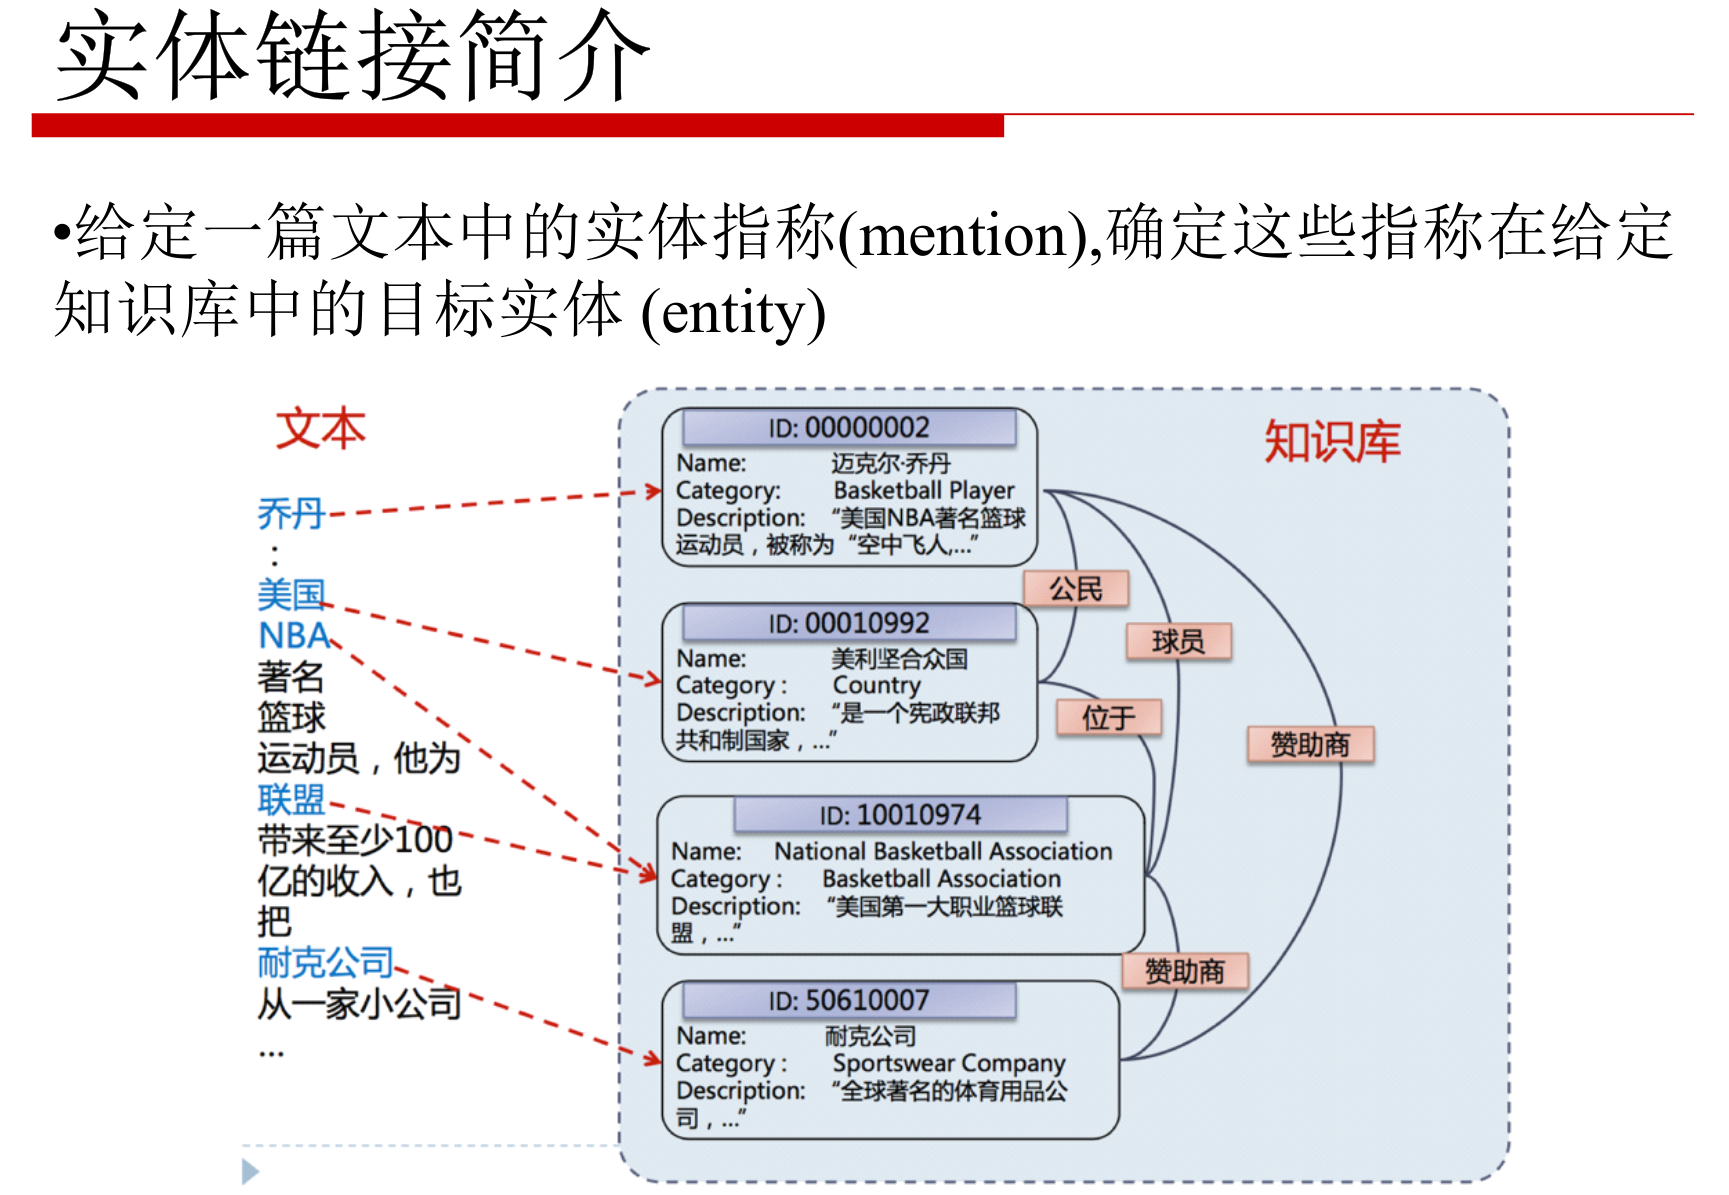 实体链接简介
•给定一篇文本中的实体指称(mention),确定这些指称在给定
知识库中的目标实体 (entity)
文本
乔丹
:
美国
NBA
著名
篮球
运动员，他为
联盟
带来至少100
亿的收入，也
把
耐克公司
从一家小公司
...
知识库
ID: 00000002
Name: 迈克尔·乔丹
Category: Basketball Player
Description: “美国NBA著名篮球
运动员，被称为“空中飞人,...”
ID: 00010992
Name: 美利坚合众国
Category : Country
Description: “是一个宪政联邦
共和制国家，...”
ID: 10010974
Name: National Basketball Association
Category : Basketball Association
Description: “美国第一大职业篮球联
盟，...”
ID: 50610007
Name: 耐克公司
Category : Sportswear Company
Description: “全球著名的体育用品公
司，...”
公民
球员
位于
赞助商
赞助商